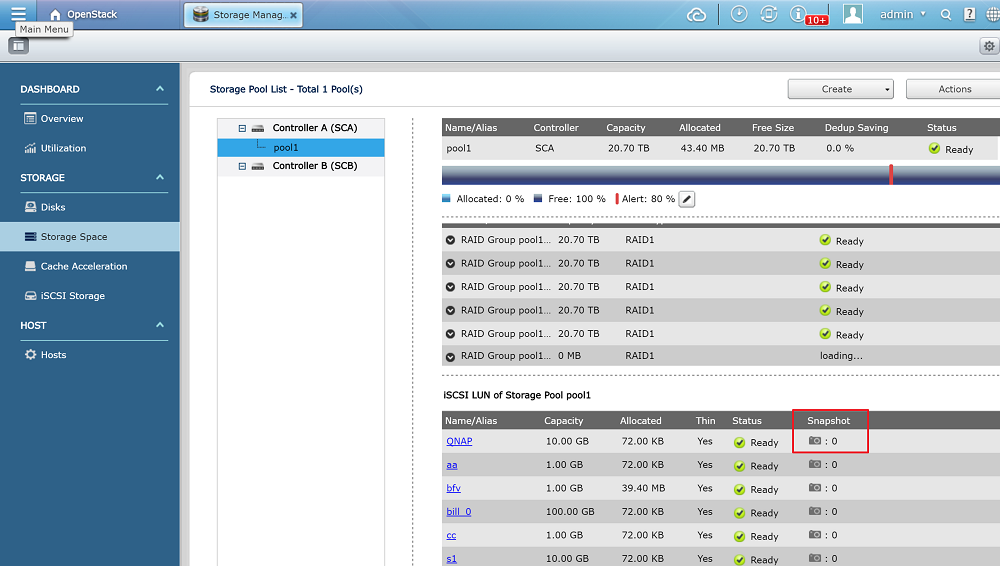 OpenStack
Storage Manag..
10+
admin
?
Main Menu
DASHBOARD
Overview
Utilization
STORAGE
Disks
Storage Space
Cache Acceleration
iSCSI Storage
HOST
Hosts
Storage Pool List - Total 1 Pool(s)
Create
Actions
Controller A (SCA)
pool1
Controller B (SCB)
Name/Alias Controller Capacity Allocated Free Size Dedup Saving Status
pool1 SCA 20.70 TB 43.40 MB 20.70 TB 0.0 % Ready
Allocated: 0 % Free: 100 % Alert: 80 %
RAID Group pool1... 20.70 TB RAID1 Ready
RAID Group pool1... 20.70 TB RAID1 Ready
RAID Group pool1... 20.70 TB RAID1 Ready
RAID Group pool1... 20.70 TB RAID1 Ready
RAID Group pool1... 20.70 TB RAID1 Ready
RAID Group pool1... 0 MB RAID1 loading...
iSCSI LUN of Storage Pool pool1
Name/Alias Capacity Allocated Thin Status Snapshot
QNAP 10.00 GB 72.00 KB Yes Ready : 0
aa 1.00 GB 72.00 KB Yes Ready : 0
bfv 1.00 GB 39.40 MB Yes Ready : 0
bill_0 100.00 GB 72.00 KB Yes Ready : 0
cc 1.00 GB 72.00 KB Yes Ready : 0
s1 10.00 GB 72.00 KB Yes Ready : 0